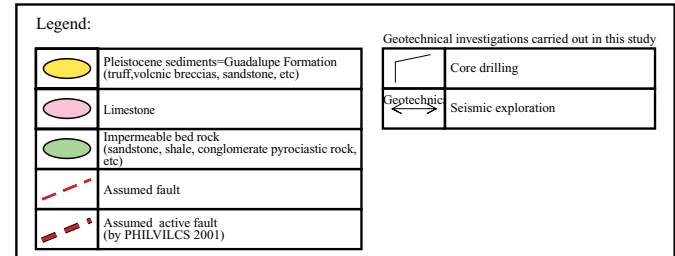 Legend:
Pleistocene sediments=Guadalupe Formation
(truff,volcnic breccias, sandstone, etc)
Limestone
Impermeable bed rock
(sandstone, shale, conglomerate pyrociastic rock,
etc)
Assumed fault
Assumed active fault
(by PHILVILCS 2001)
Geotechnical investigations carried out in this study
Core drilling
Geotechnic
Seismic exploration